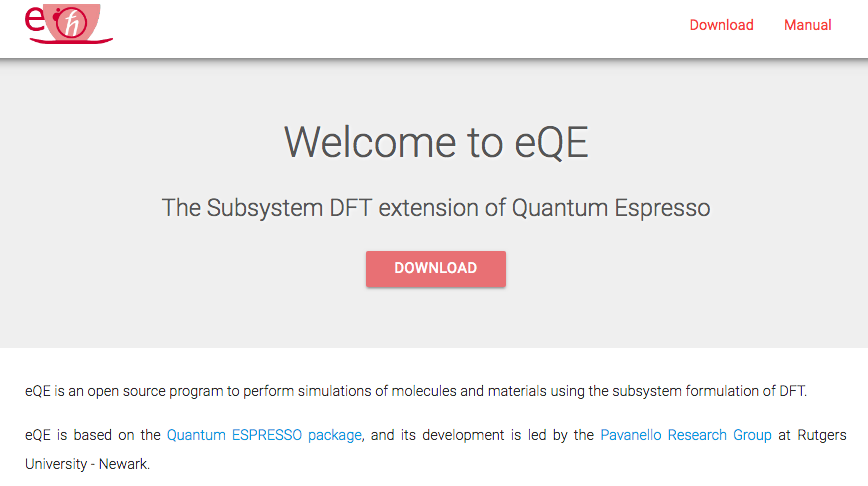 eħ
Download Manual
Welcome to eQE
The Subsystem DFT extension of Quantum Espresso
DOWNLOAD
eQE is an open source program to perform simulations of molecules and materials using the subsystem formulation of DFT.
eQE is based on the Quantum ESPRESSO package, and its development is led by the Pavanello Research Group at Rutgers
University - Newark.